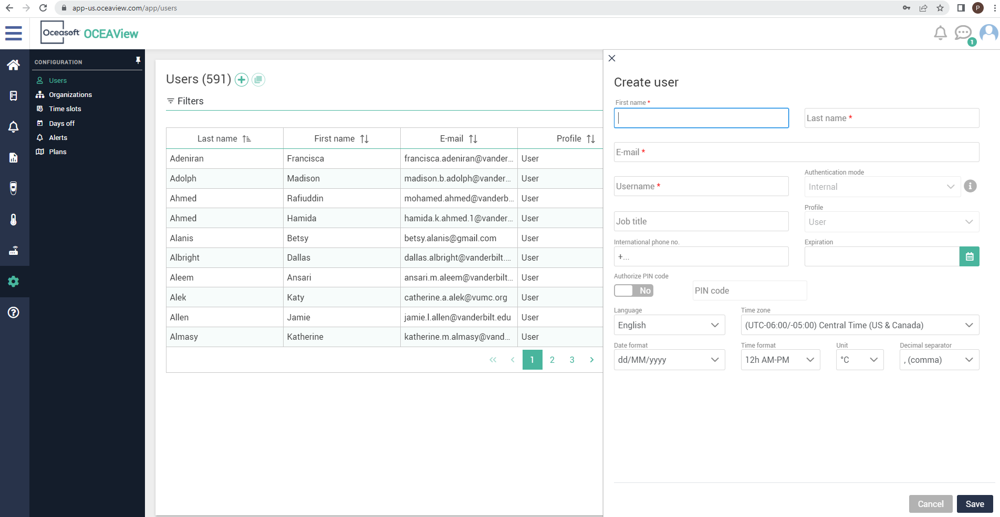 app-us.oceaview.com/app/users
P
Oceasoft OCEAView
1
CONFIGURATION
Users
Organizations
Time slots
Days off
Alerts
Plans
Users (591)
Filters
Last name First name E-mail Profile
Adeniran Francisca francisca.adeniran@vander... User
Adolph Madison madison.b.adolph@vander... User
Ahmed Rafiuddin mohamed.ahmed@vanderb... User
Ahmed Hamida hamida.k.ahmed.1@vander... User
Alanis Betsy betsy.alanis@gmail.com User
Albright Dallas dallas.albright@vanderbilt.... User
Aleem Ansari ansari.m.aleem@vanderbilt... User
Alek Katy catherine.a.alek@vumc.org User
Allen Jamie jamie.l.allen@vanderbilt.edu User
Almasy Katherine katherine.m.almasy@vand... User
1 2 3
Create user
First name *
Last name *
E-mail *
Authentication mode
Username * Internal
Profile
Job title User
International phone no. Expiration
+...
Authorize PIN code
No PIN code
Language Time zone
English (UTC-06:00/-05:00) Central Time (US & Canada)
Date format Time format Unit Decimal separator
dd/MM/yyyy 12h AM-PM °C , (comma)
Cancel Save